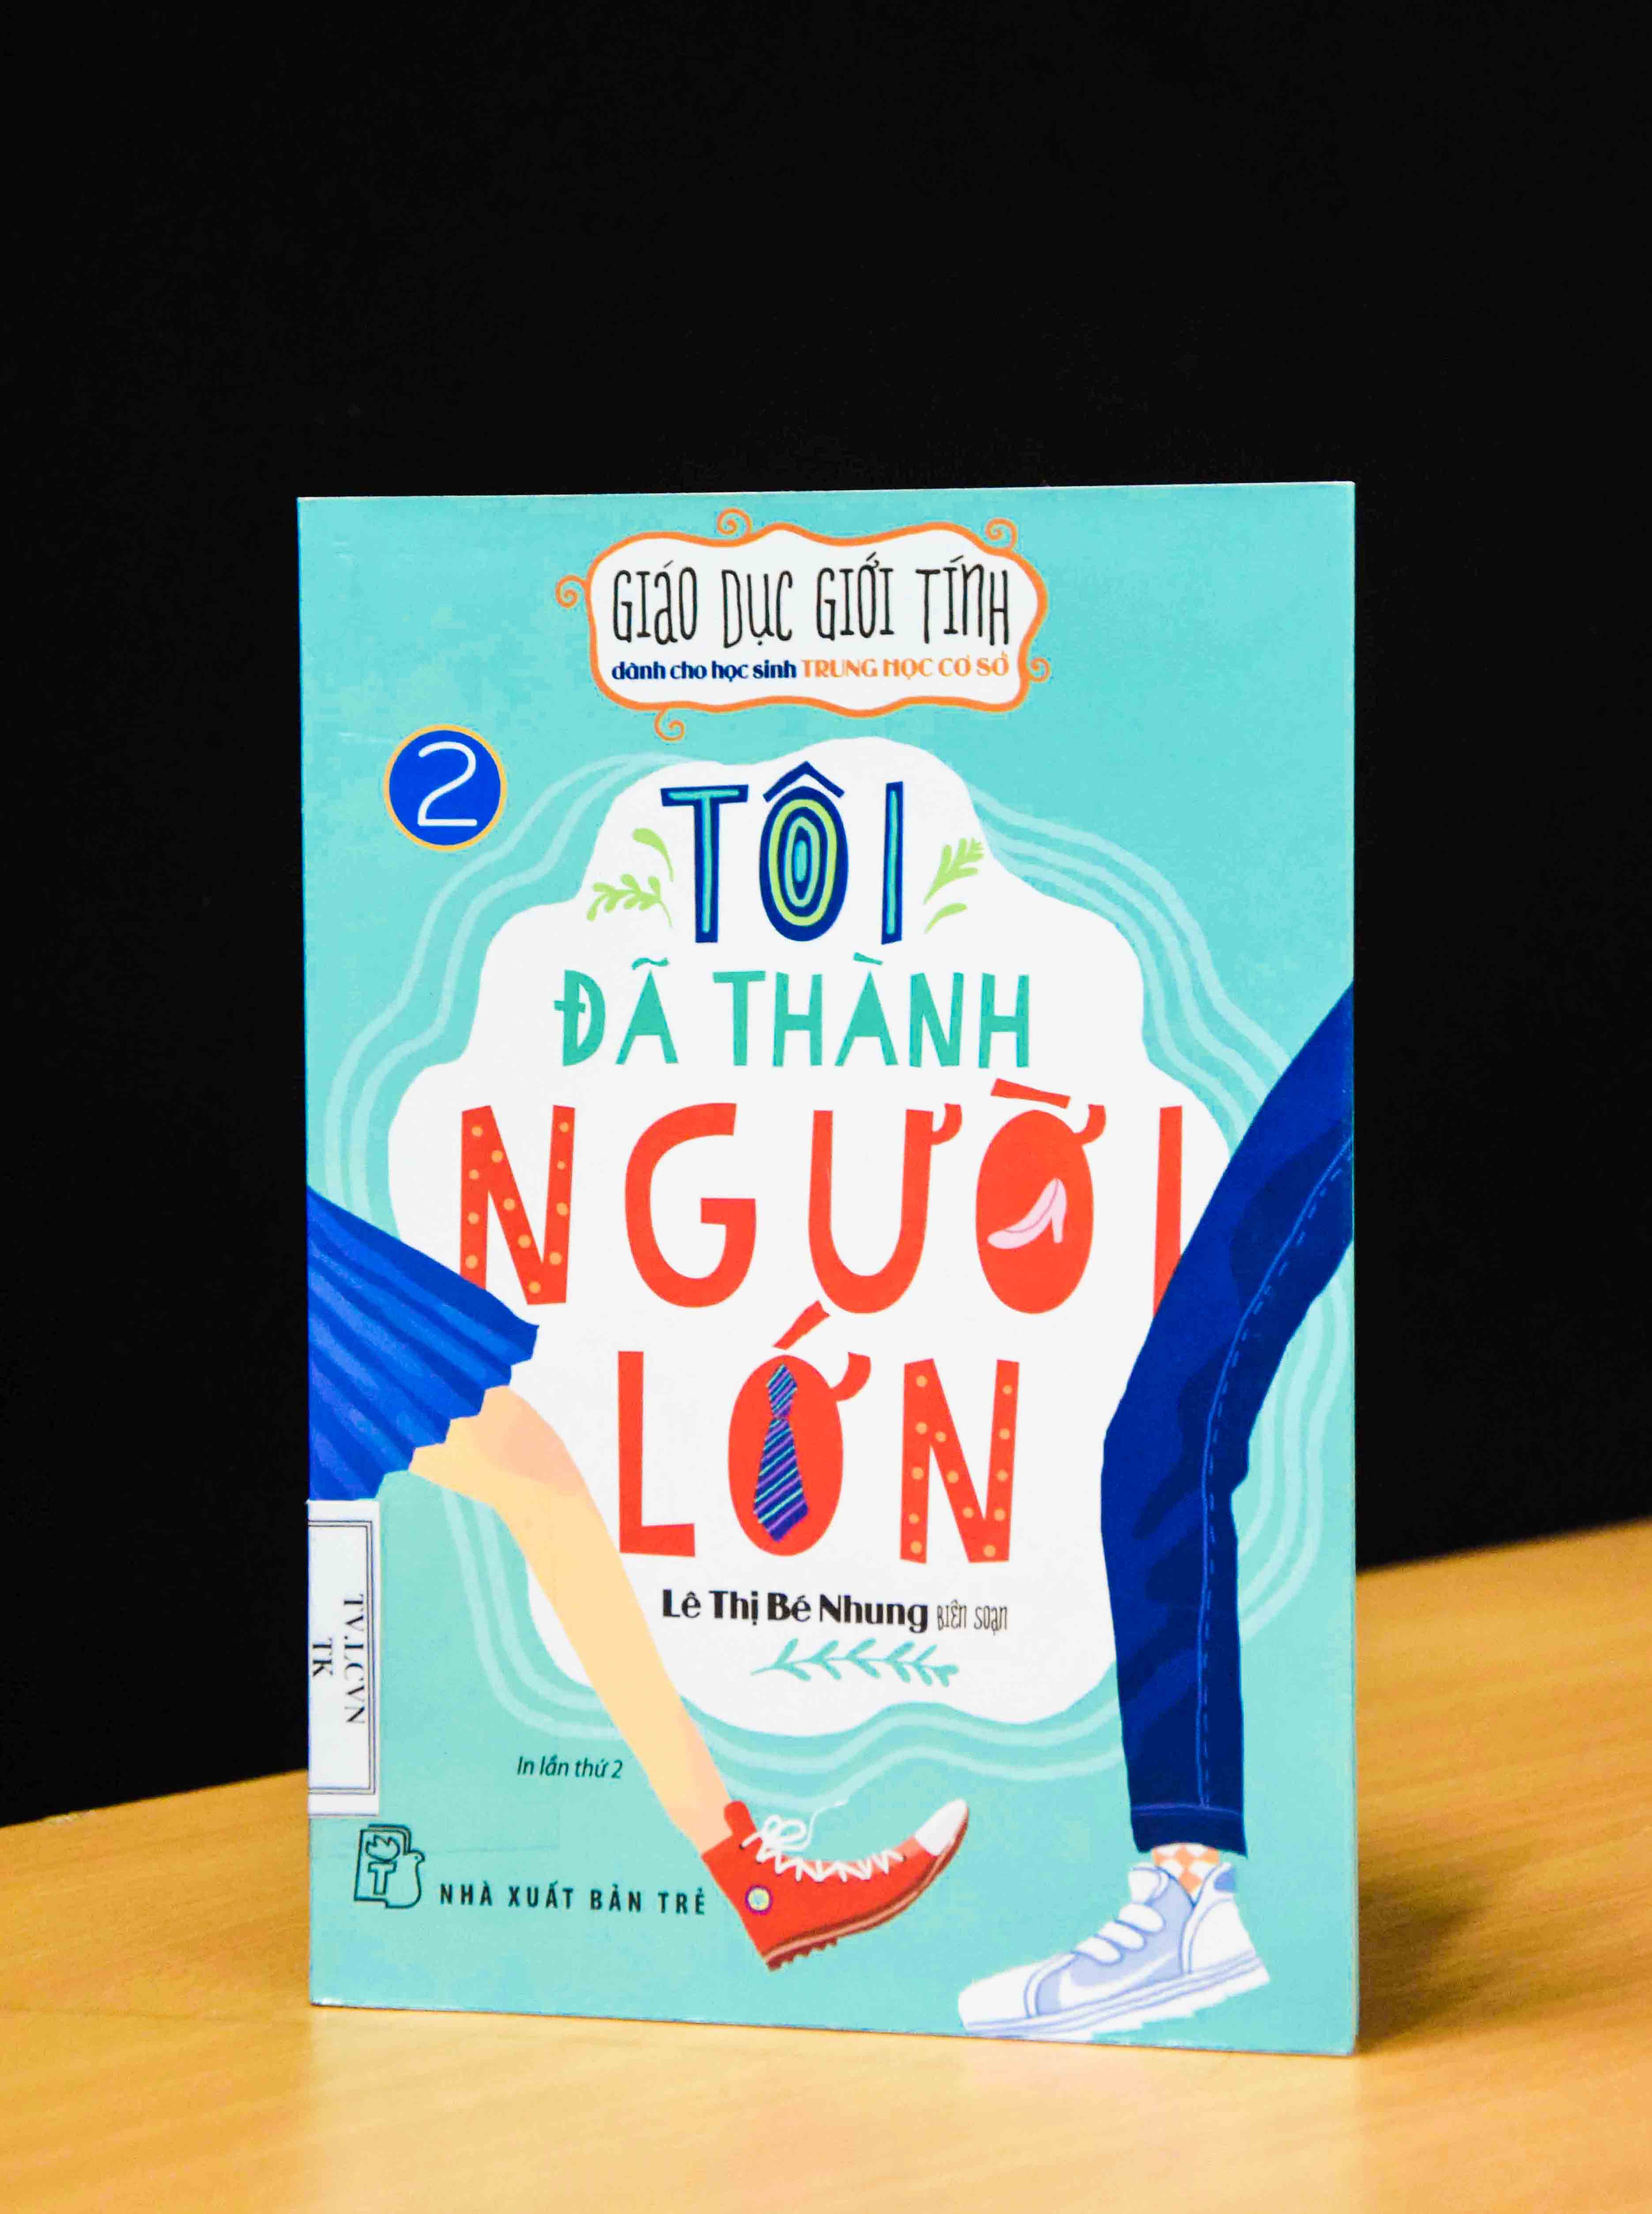 GIÁO DỤC GIỚI TÍNH
dành cho học sinh TRUNG HỌC CƠ SỞ
2
TÔI
ĐÃ THÀNH
NGƯỜI
LỚN
Lê Thị Bé Nhung BIÊN SOẠN
TV.LCVN
TK
In lần thứ 2
T
NHÀ XUẤT BẢN TRẺ